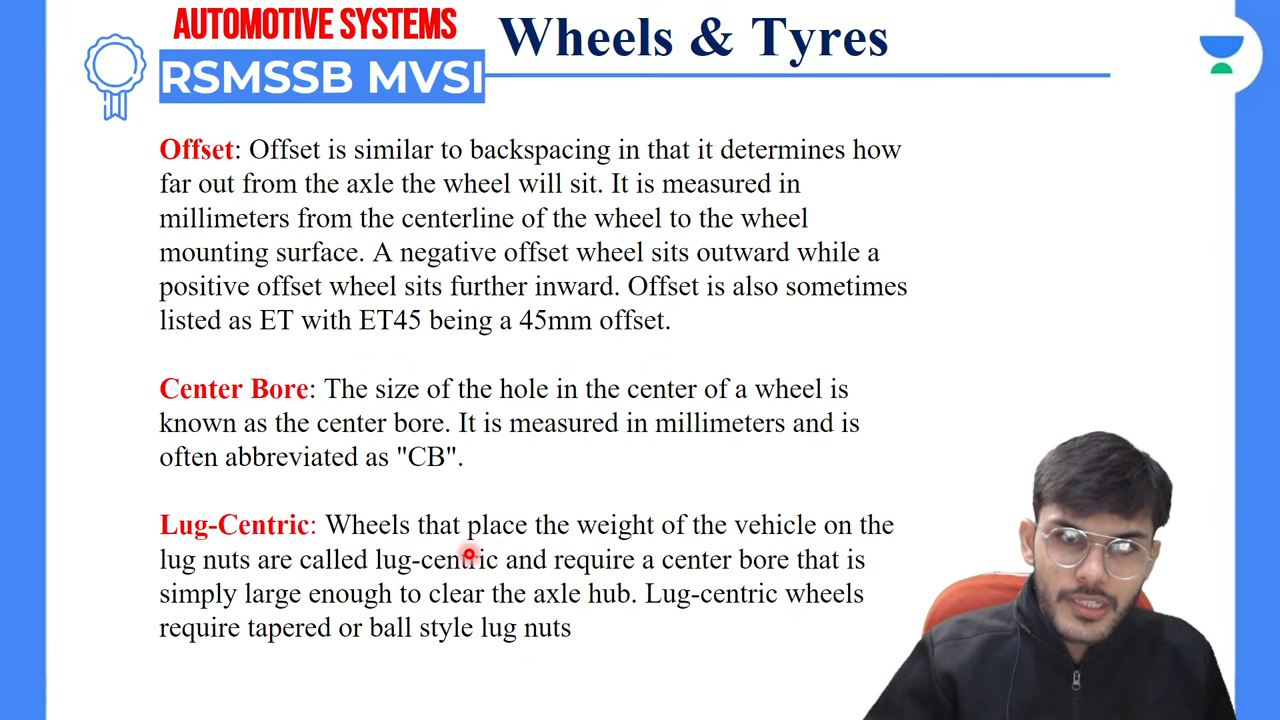 AUTOMOTIVE SYSTEMS
RSMSSB MVSI
Wheels & Tyres
Offset: Offset is similar to backspacing in that it determines how
far out from the axle the wheel will sit. It is measured in
millimeters from the centerline of the wheel to the wheel
mounting surface. A negative offset wheel sits outward while a
positive offset wheel sits further inward. Offset is also sometimes
listed as ET with ET45 being a 45mm offset.
Center Bore: The size of the hole in the center of a wheel is
known as the center bore. It is measured in millimeters and is
often abbreviated as "CB".
Lug-Centric: Wheels that place the weight of the vehicle on the
lug nuts are called lug-centric and require a center bore that is
simply large enough to clear the axle hub. Lug-centric wheels
require tapered or ball style lug nuts